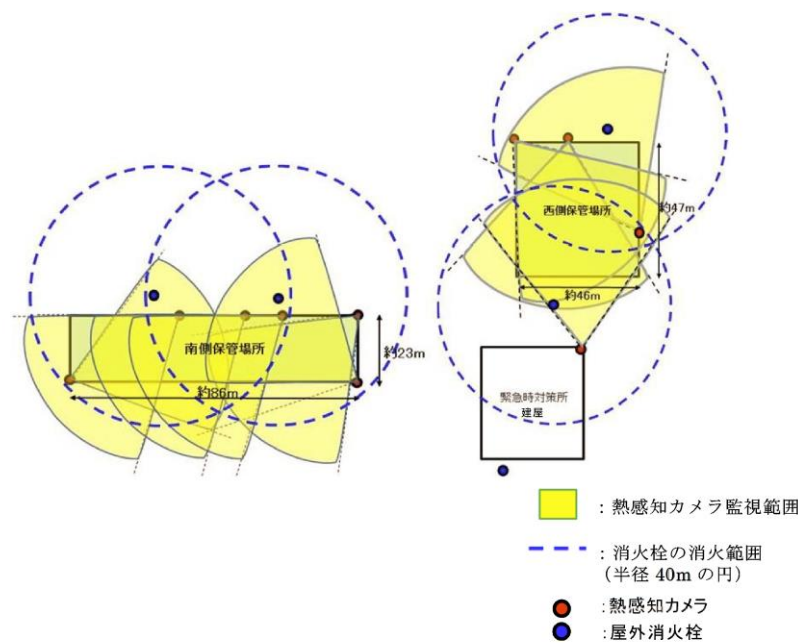 西側保管場所
約47m
約46m
南側保管場所
約23m
約86m
緊急時対策所
建屋
：熱感知カメラ監視範囲
：消火栓の消火範囲
（半径 40m の円）
：熱感知カメラ
：屋外消火栓